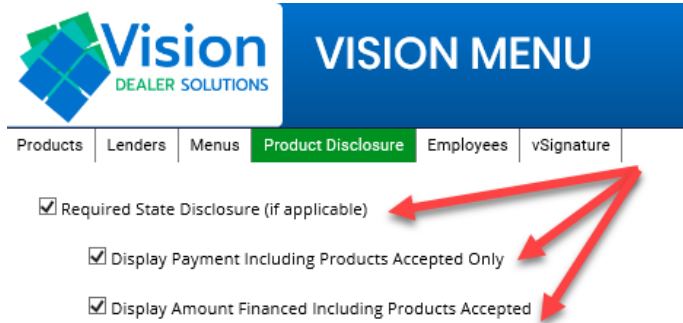 Vision
DEALER SOLUTIONS
VISION MENU
Products Lenders Menus Product Disclosure Employees vSignature
Required State Disclosure (if applicable)
Display Payment Including Products Accepted Only
Display Amount Financed Including Products Accepted